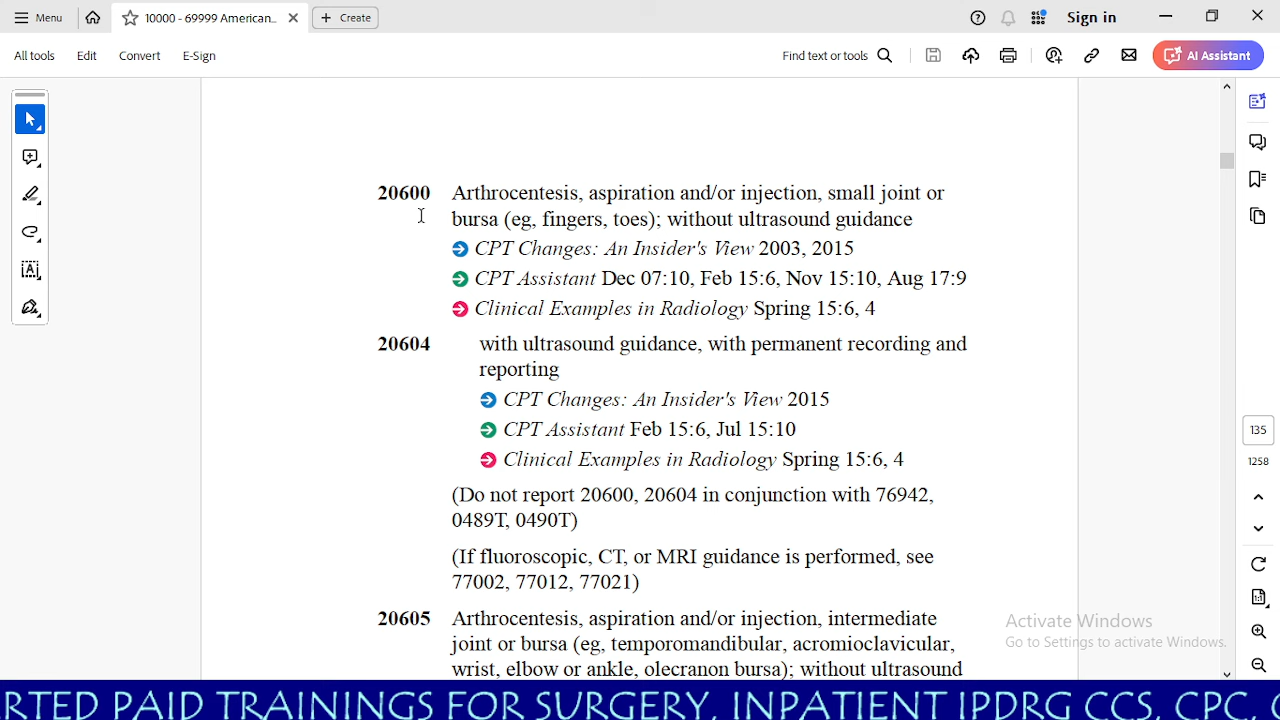 Menu
10000 - 69999 American...
+ Create
Sign in
All tools
Edit
Convert
E-Sign
Find text or tools
AI Assistant
20600 Arthrocentesis, aspiration and/or injection, small joint or
bursa (eg, fingers, toes); without ultrasound guidance
CPT Changes: An Insider's View 2003, 2015
CPT Assistant Dec 07:10, Feb 15:6, Nov 15:10, Aug 17:9
Clinical Examples in Radiology Spring 15:6, 4
20604 with ultrasound guidance, with permanent recording and
reporting
CPT Changes: An Insider's View 2015
CPT Assistant Feb 15:6, Jul 15:10
Clinical Examples in Radiology Spring 15:6, 4
(Do not report 20600, 20604 in conjunction with 76942,
0489T, 0490T)
(If fluoroscopic, CT, or MRI guidance is performed, see
77002, 77012, 77021)
20605 Arthrocentesis, aspiration and/or injection, intermediate
joint or bursa (eg, temporomandibular, acromioclavicular,
wrist, elbow or ankle, olecranon bursa); without ultrasound
135
1258
Activate Windows
Go to Settings to activate Windows.
RTED PAID TRAININGS FOR SURGERY, INPATIENT IPDRG CCS, CPC,